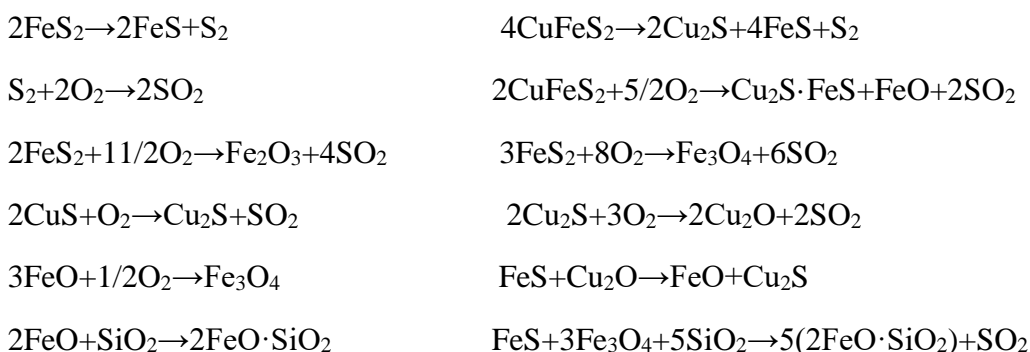 2FeS₂→2FeS+S₂ 4CuFeS₂→2Cu₂S+4FeS+S₂
S₂+2O₂→2SO₂ 2CuFeS₂+5/2O₂→Cu₂S·FeS+FeO+2SO₂
2FeS₂+11/2O₂→Fe₂O₃+4SO₂ 3FeS₂+8O₂→Fe₃O₄+6SO₂
2CuS+O₂→Cu₂S+SO₂ 2Cu₂S+3O₂→2Cu₂O+2SO₂
3FeO+1/2O₂→Fe₃O₄ FeS+Cu₂O→FeO+Cu₂S
2FeO+SiO₂→2FeO·SiO₂ FeS+3Fe₃O₄+5SiO₂→5(2FeO·SiO₂)+SO₂